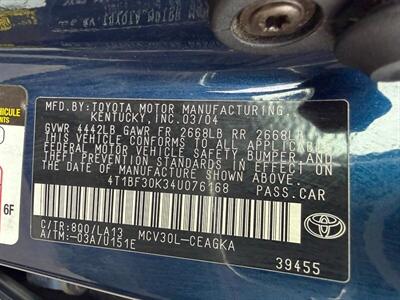 MFD.BY:TOYOTA MOTOR MANUFACTURING,
KENTUCKY, INC. 03/04
GVWR 4442LB GAWR FR 2668LB RR 2668LB
THIS VEHICLE CONFORMS TO ALL APPLICABLE
FEDERAL MOTOR VEHICLE SAFETY, BUMPER, AND
THEFT PREVENTION STANDARDS IN EFFECT ON
THE DATE OF MANUFACTURE SHOWN ABOVE.
4T1BF30K34U076168 PASS.CAR
C/TR:8Q0/LA13 MCV30L-CEAGKA
A/TM:-03A/U151E
TOYOTA
39455
6F